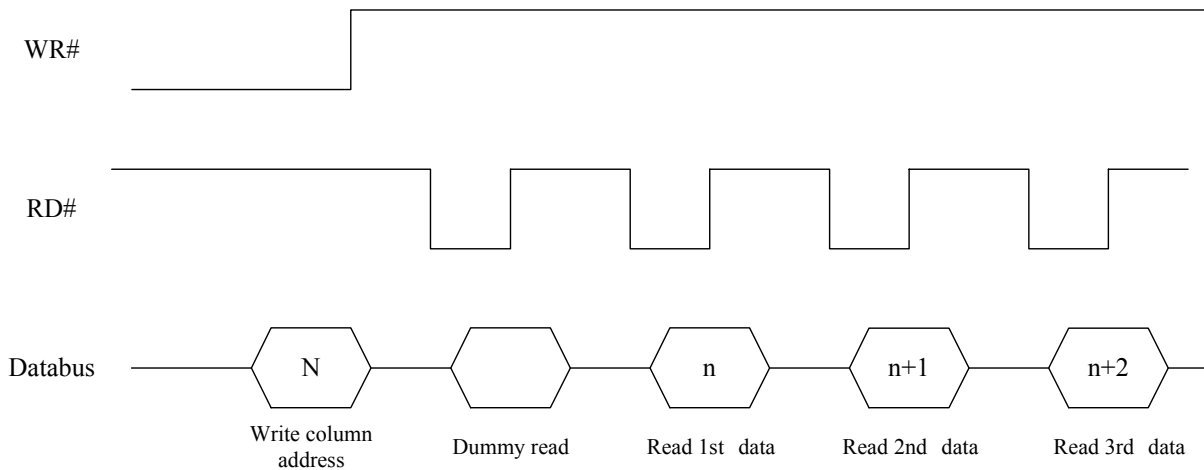 WR#
RD#
Databus
N
n
n+1
n+2
Write column
address
Dummy read
Read 1st data
Read 2nd data
Read 3rd data